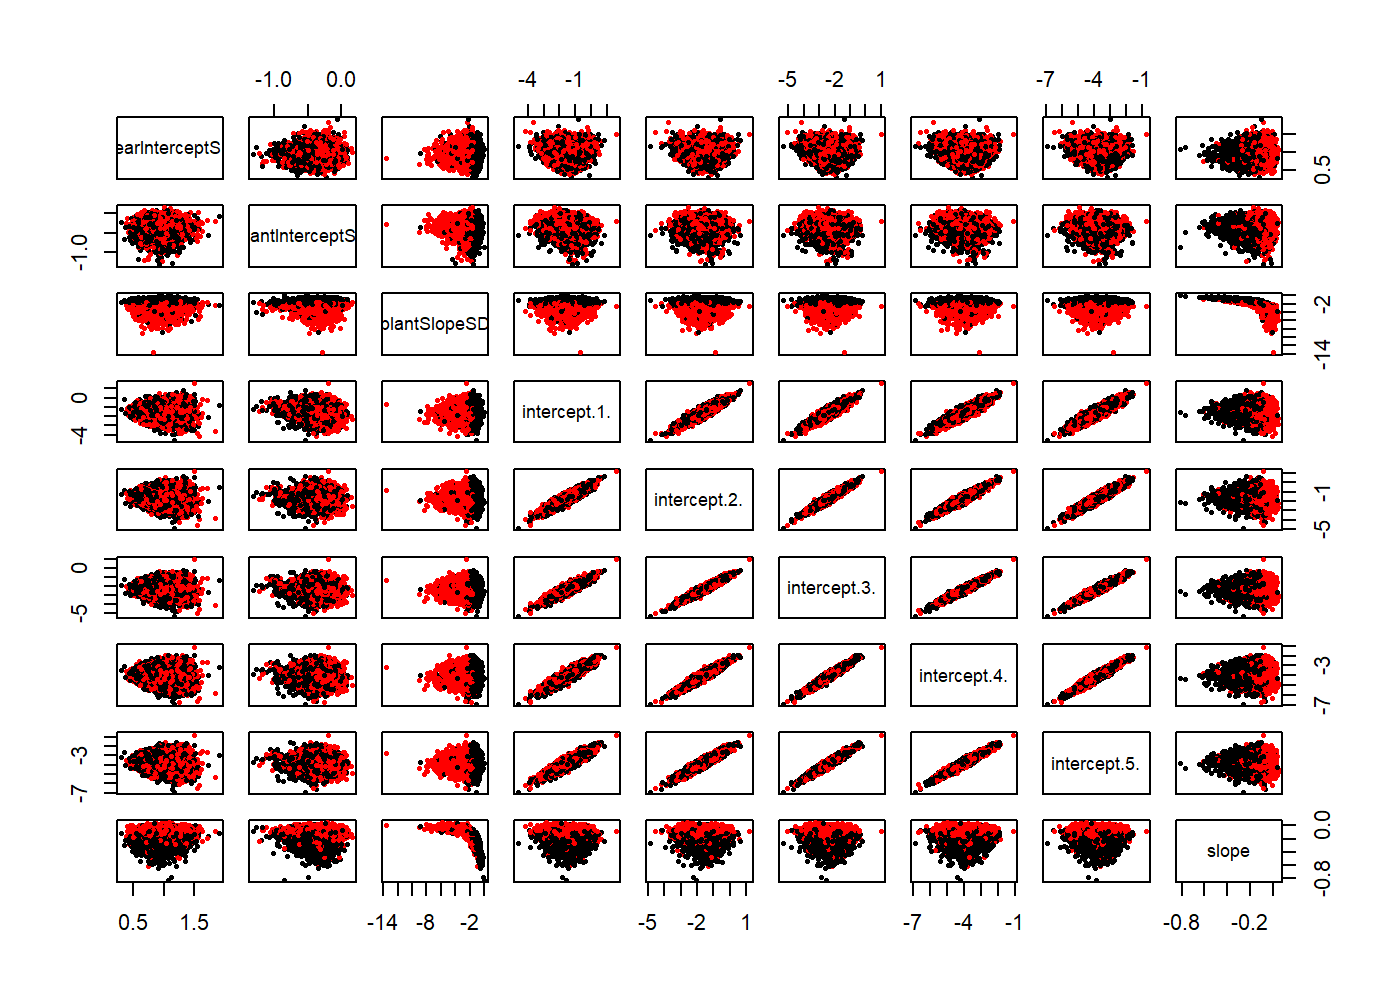 -1.0 0.0 -4 -1 -5 -2 1 -7 -4 -1
earInterceptS
0.5
-1.0
antInterceptS
plantSlopeSD
-2
-14
0
-4
intercept.1.
intercept.2.
-1
-5
0
-5
intercept.3.
intercept.4.
-3
-7
-3
-7
intercept.5.
slope
0.0
-0.8
0.5 1.5 -14 -8 -2 -5 -2 1 -7 -4 -1 -0.8 -0.2